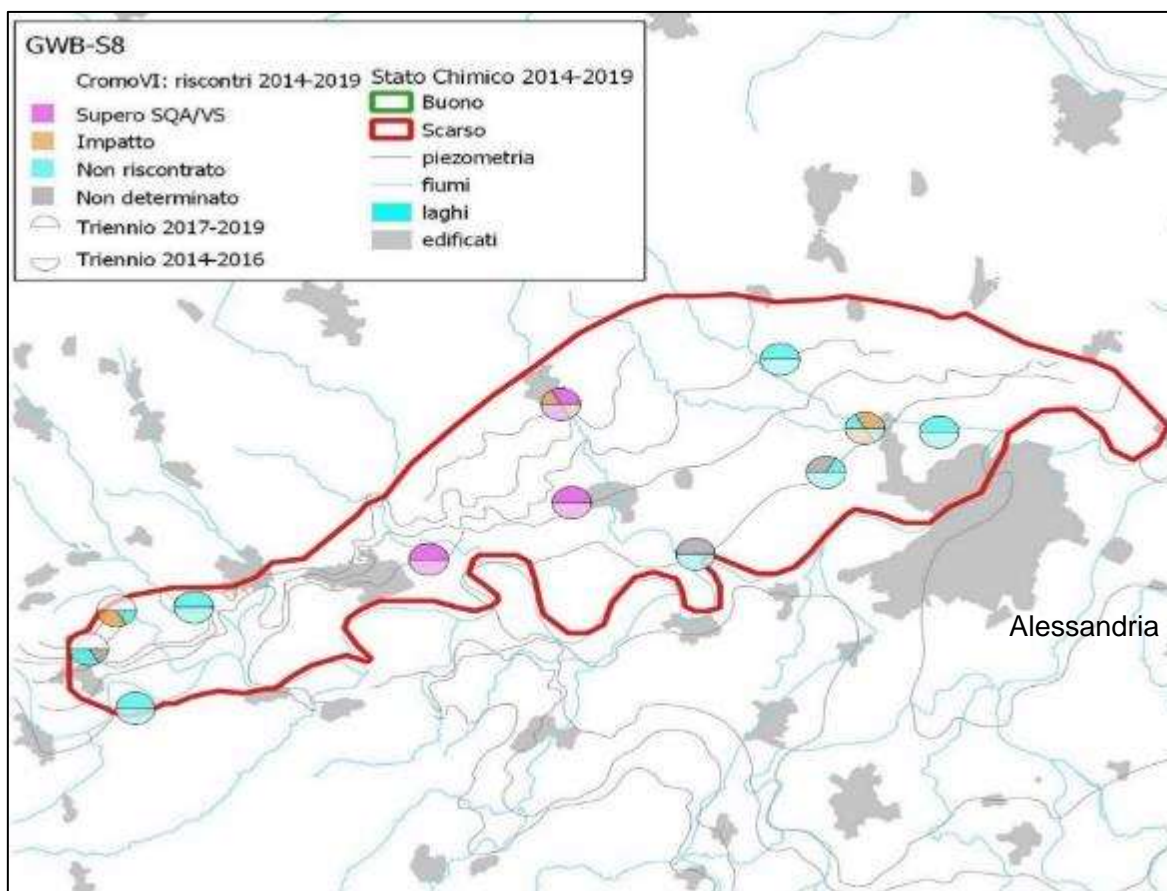 GWB-S8
CromoVI: riscontri 2014-2019
Supero SQA/VS
Impatto
Non riscontrato
Non determinato
Triennio 2017-2019
Triennio 2014-2016
Stato Chimico 2014-2019
Buono
Scarso
piezometria
fiumi
laghi
edificati
Alessandria